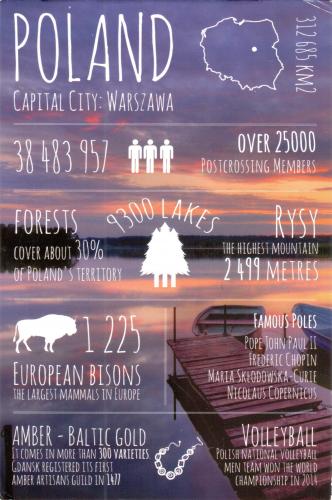 POLAND
CAPITAL CITY: WARSZAWA
312 685 KM2
38 483 957
OVER 25000
POSTCROSSING MEMBERS
FORESTS
COVER ABOUT 30%
OF POLAND'S TERRITORY
9300 LAKES
RYSY
THE HIGHEST MOUNTAIN
2 499 METRES
1 225
EUROPEAN BISONS
THE LARGEST MAMMALS IN EUROPE
FAMOUS POLES
POPE JOHN PAUL II
FREDERIC CHOPIN
MARIA SKŁODOWSKA-CURIE
NICOLAUS COPERNICUS
AMBER - BALTIC GOLD
IT COMES IN MORE THAN 300 VARIETIES
GDANSK REGISTERED ITS FIRST
AMBER ARTISANS GUILD IN 1477
VOLLEYBALL
POLISH NATIONAL VOLLEYBALL
MEN TEAM WON THE WORLD
CHAMPIONSHIP IN 2014